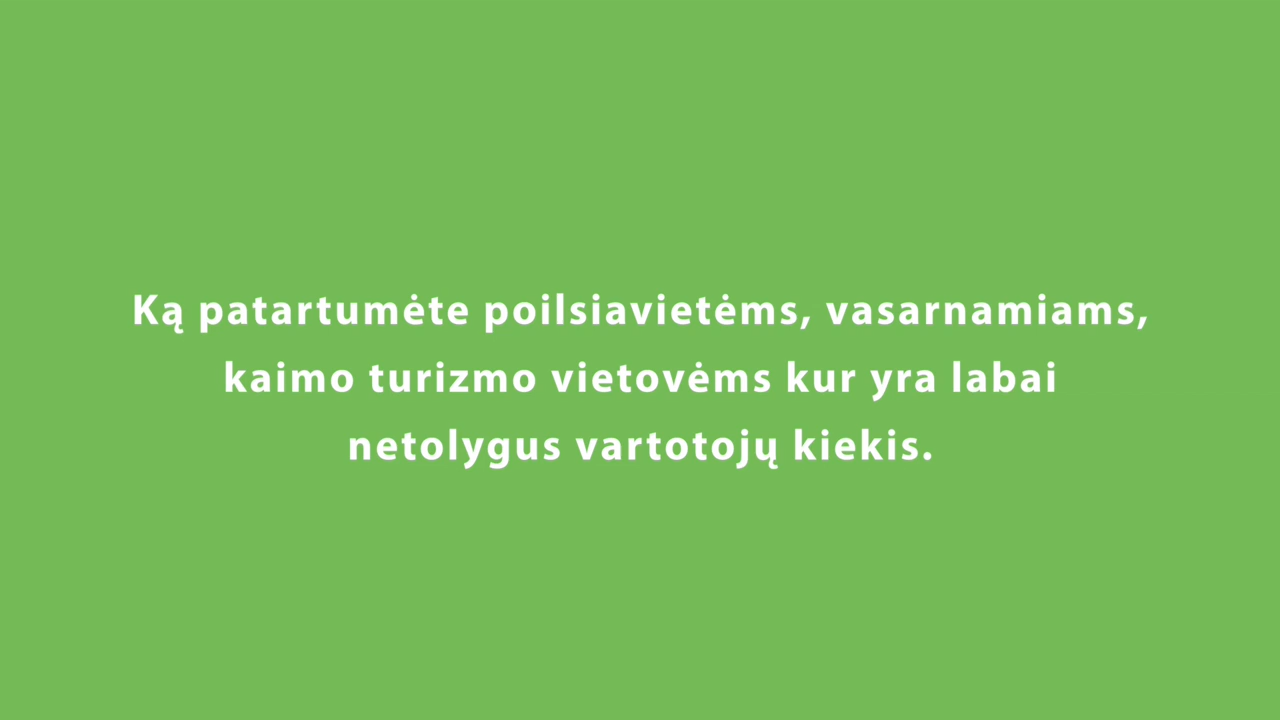 Ką patartumėte poilsiavietėms, vasarnamiams,
kaimo turizmo vietovėms kur yra labai
netolygus vartotojų kiekis.